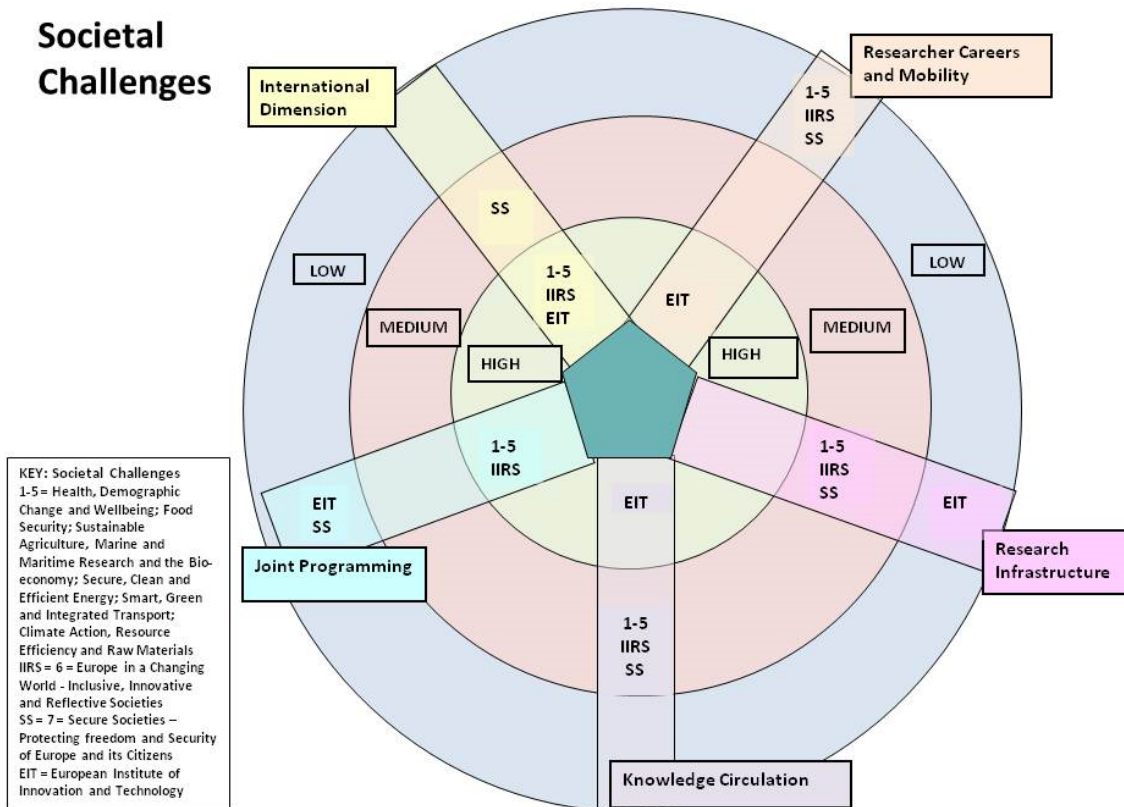 Societal
Challenges
International
Dimension
Researcher Careers
and Mobility
1-5
IIRS
SS
SS
LOW
LOW
1-5
IIRS
EIT
EIT
MEDIUM
MEDIUM
HIGH
HIGH
1-5
IIRS
1-5
IIRS
SS
EIT
SS
EIT
EIT
Joint Programming
Research
Infrastructure
1-5
IIRS
SS
Knowledge Circulation
KEY: Societal Challenges
1-5 = Health, Demographic
Change and Wellbeing; Food
Security; Sustainable
Agriculture, Marine and
Maritime Research and the Bio-
economy; Secure, Clean and
Efficient Energy; Smart, Green
and Integrated Transport;
Climate Action, Resource
Efficiency and Raw Materials
IIRS = 6 = Europe in a Changing
World - Inclusive, Innovative
and Reflective Societies
SS = 7 = Secure Societies –
Protecting freedom and Security
of Europe and its Citizens
EIT = European Institute of
Innovation and Technology